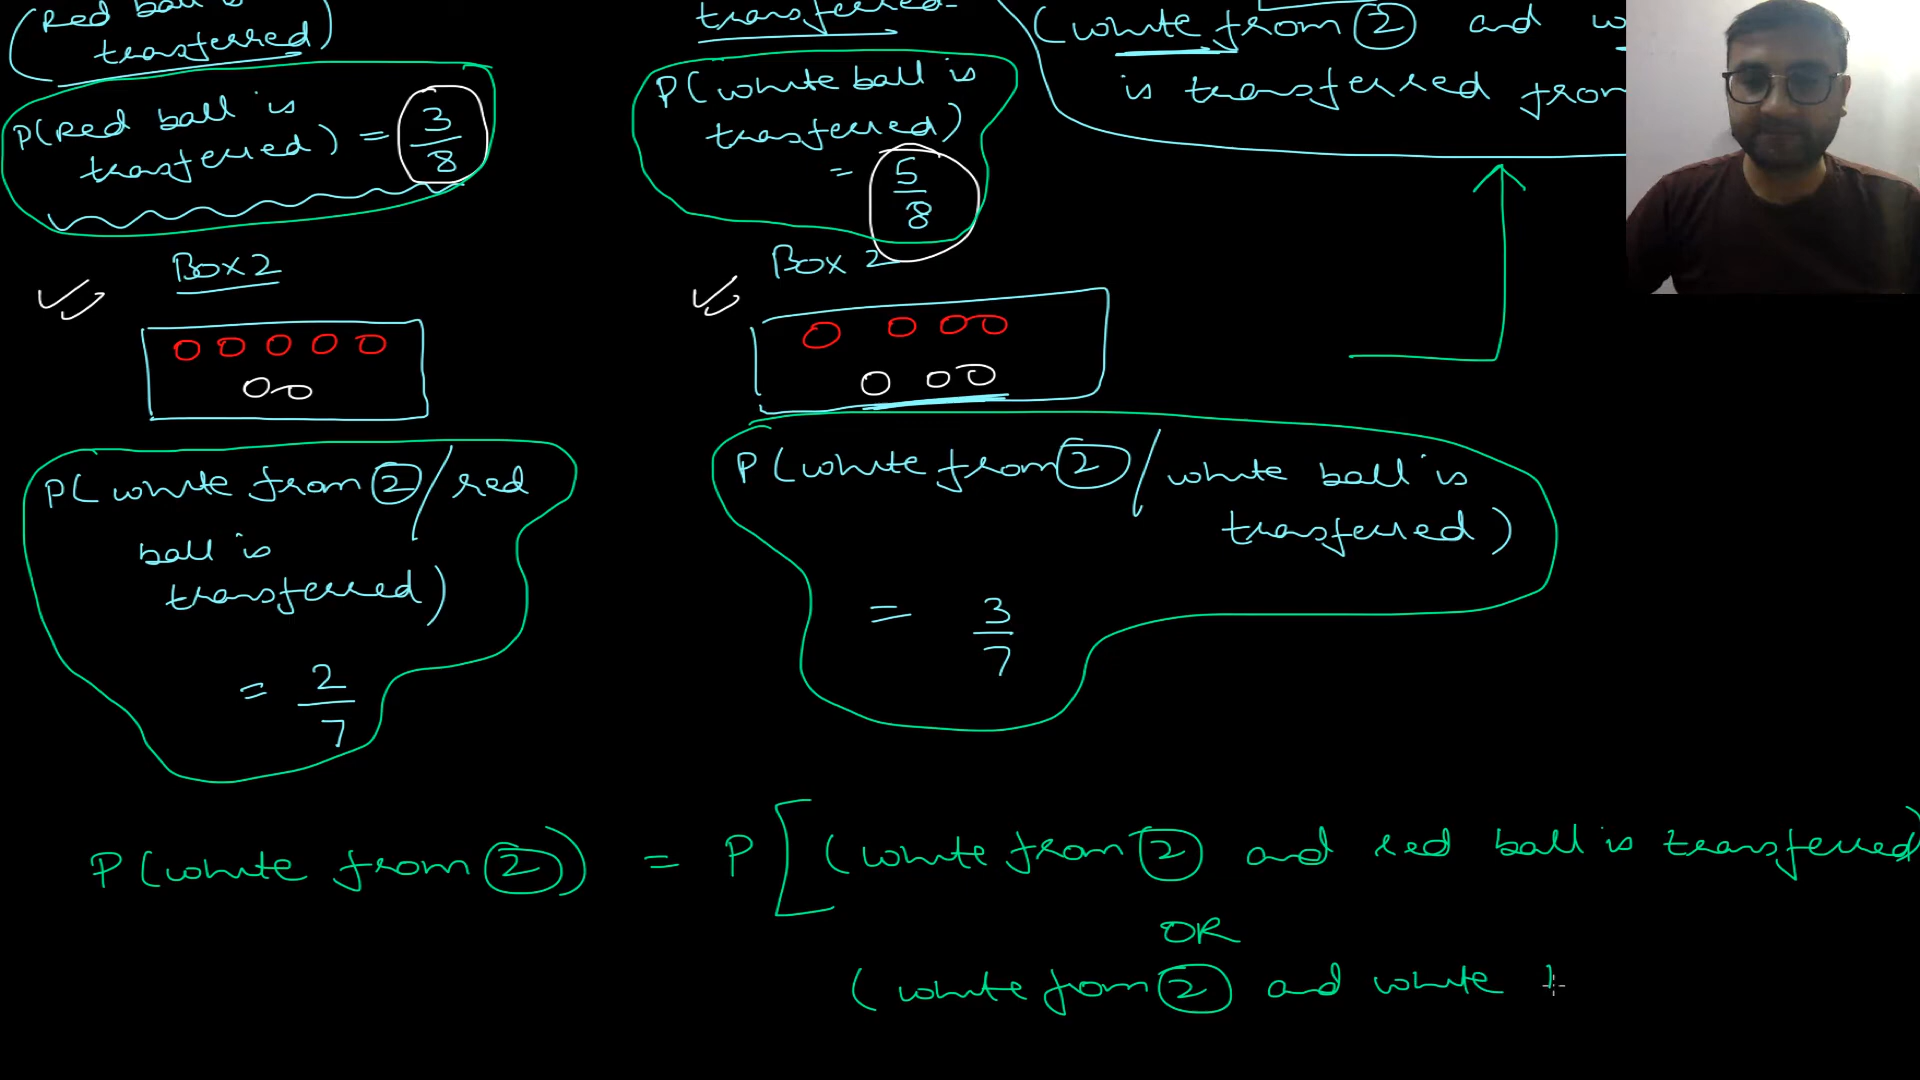 (Red ball is
transferred)
P(Red ball is
transferred) = 3/8
Box 2
P(white from 2/red
ball is
transferred)
= 2/7
transferred
P(white ball is
transferred)
= 5/8
Box 2
P(white from 2/white ball is
transferred)
= 3/7
(white from 2 and w
is transferred from
P(white from 2) = P[(white from 2 and red ball is transferred)
OR
(white from 2 and white